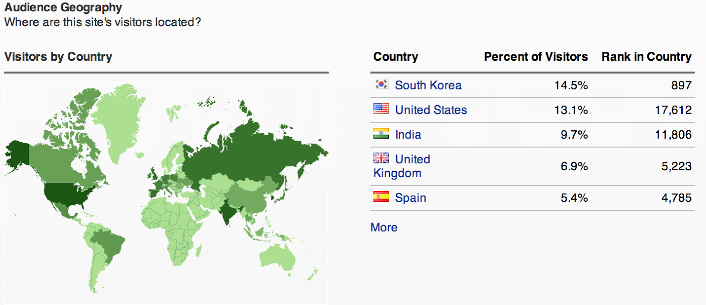 Audience Geography
Where are this site's visitors located?
Visitors by Country
Country Percent of Visitors Rank in Country
South Korea 14.5% 897
United States 13.1% 17,612
India 9.7% 11,806
United
Kingdom 6.9% 5,223
Spain 5.4% 4,785
More